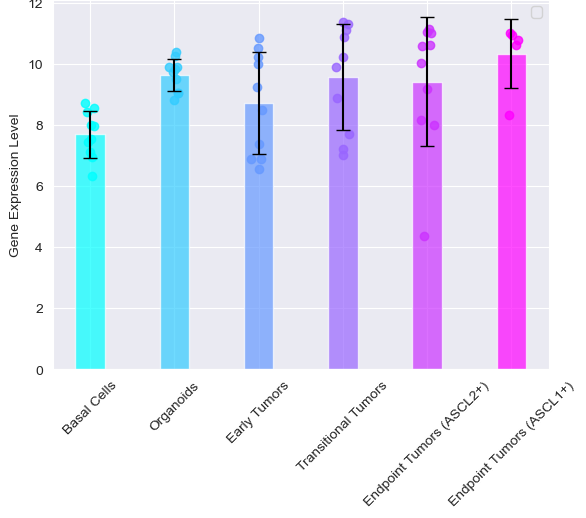 12
10
8
6
4
2
0
Gene Expression Level
Basal Cells
Organoids
Early Tumors
Transitional Tumors
Endpoint Tumors (ASCL2+)
Endpoint Tumors (ASCL1+)